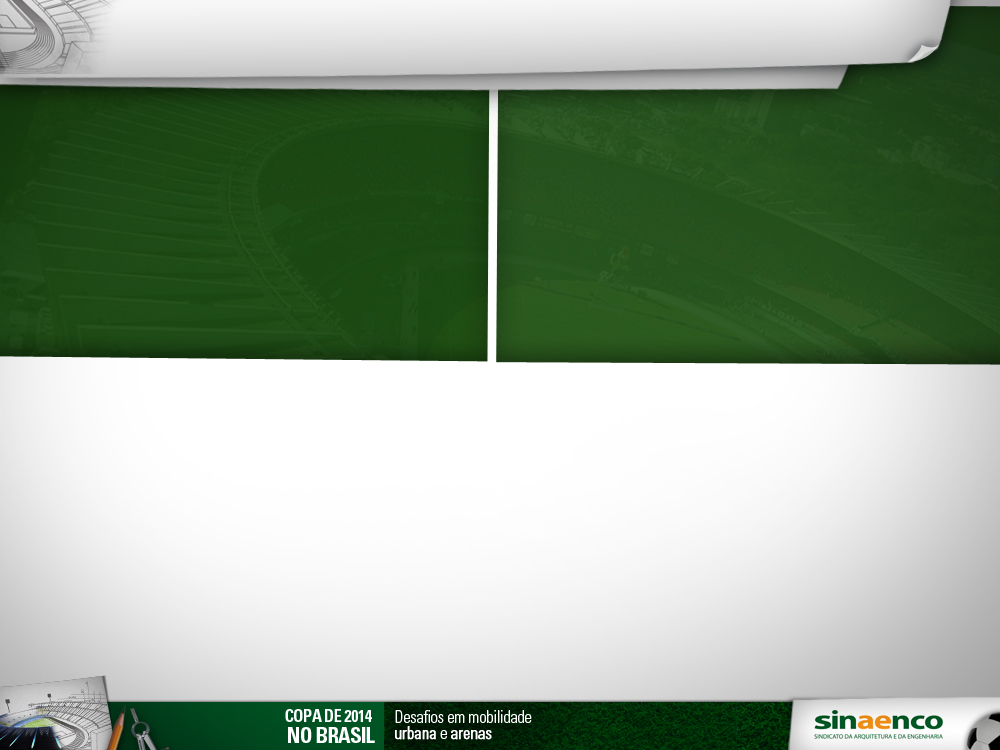 COPA DE 2014
NO BRASIL
Desafios em mobilidade
urbana e arenas
sinaenco
SINDICATO DA ARQUITETURA E DA ENGENHARIA